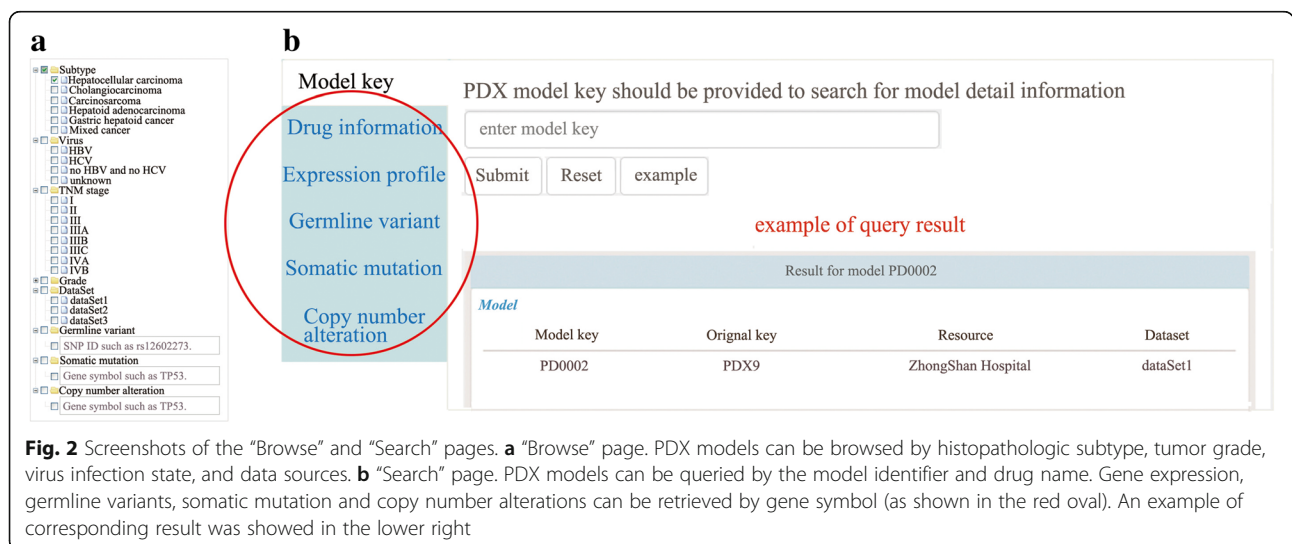 a
Subtype
Hepatocellular carcinoma
Cholangiocarcinoma
Carcinosarcoma
Hepatoid adenocarcinoma
Gastric hepatoid cancer
Mixed cancer
Virus
HBV
HCV
no HBV and no HCV
unknown
TNM stage
I
II
III
IIIA
IIIB
IIIC
IVA
IVB
Grade
DataSet
dataSet1
dataSet2
dataSet3
Germline variant
SNP ID such as rs12602273.
Somatic mutation
Gene symbol such as TP53.
Copy number alteration
Gene symbol such as TP53.
b
Model key
Drug information
Expression profile
Germline variant
Somatic mutation
Copy number
alteration
PDX model key should be provided to search for model detail information
enter model key
Submit Reset example
example of query result
Result for model PD0002
Model
Model key Orignal key Resource Dataset
PD0002 PDX9 ZhongShan Hospital dataSet1
Fig. 2 Screenshots of the “Browse” and “Search” pages. a “Browse” page. PDX models can be browsed by histopathologic subtype, tumor grade,
virus infection state, and data sources. b “Search” page. PDX models can be queried by the model identifier and drug name. Gene expression,
germline variants, somatic mutation and copy number alterations can be retrieved by gene symbol (as shown in the red oval). An example of
corresponding result was showed in the lower right